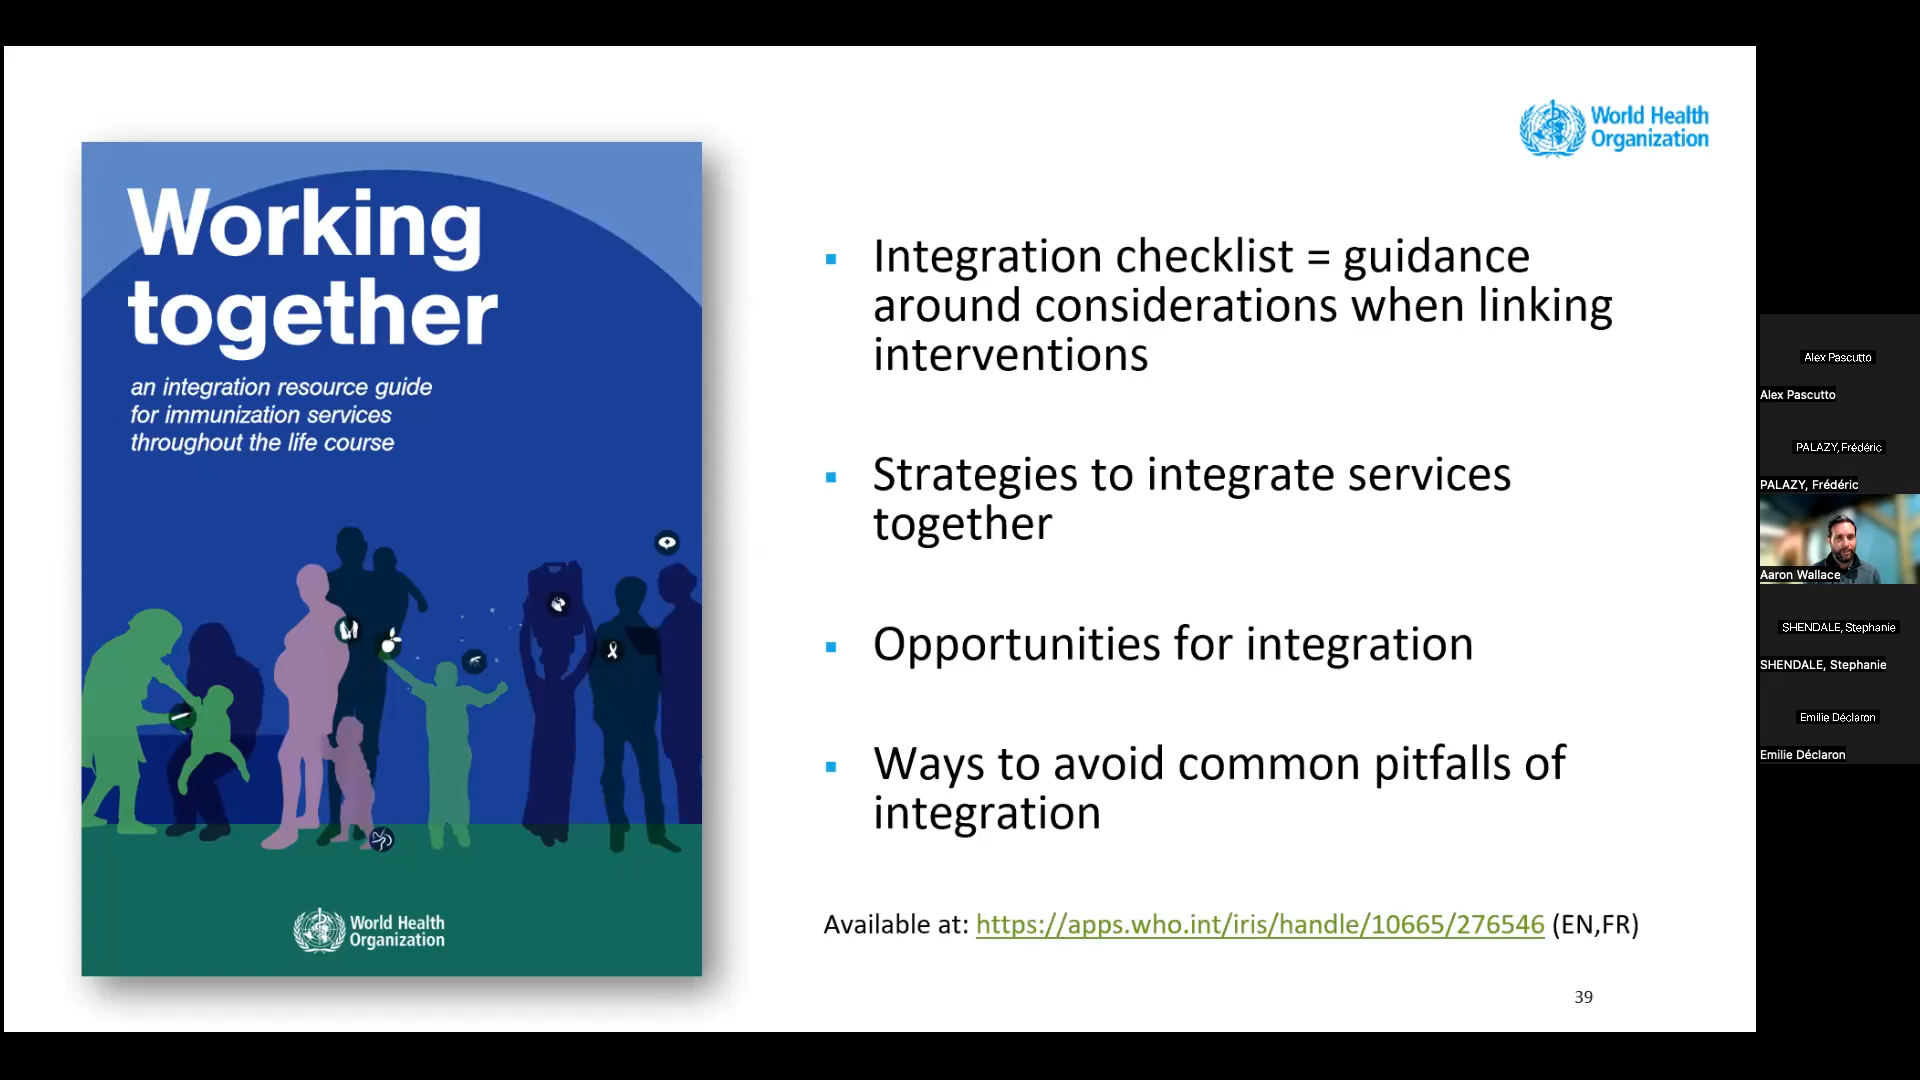 World Health
Organization
Working
together
an integration resource guide
for immunization services
throughout the life course
World Health
Organization
▪ Integration checklist = guidance
around considerations when linking
interventions
▪ Strategies to integrate services
together
▪ Opportunities for integration
▪ Ways to avoid common pitfalls of
integration
Available at: https://apps.who.int/iris/handle/10665/276546 (EN,FR)
39
Alex Pascutto
Alex Pascutto
PALAZY, Frédéric
PALAZY, Frédéric
Aaron Wallace
SHENDALE, Stephanie
SHENDALE, Stephanie
Emilie Déclaron
Emilie Déclaron